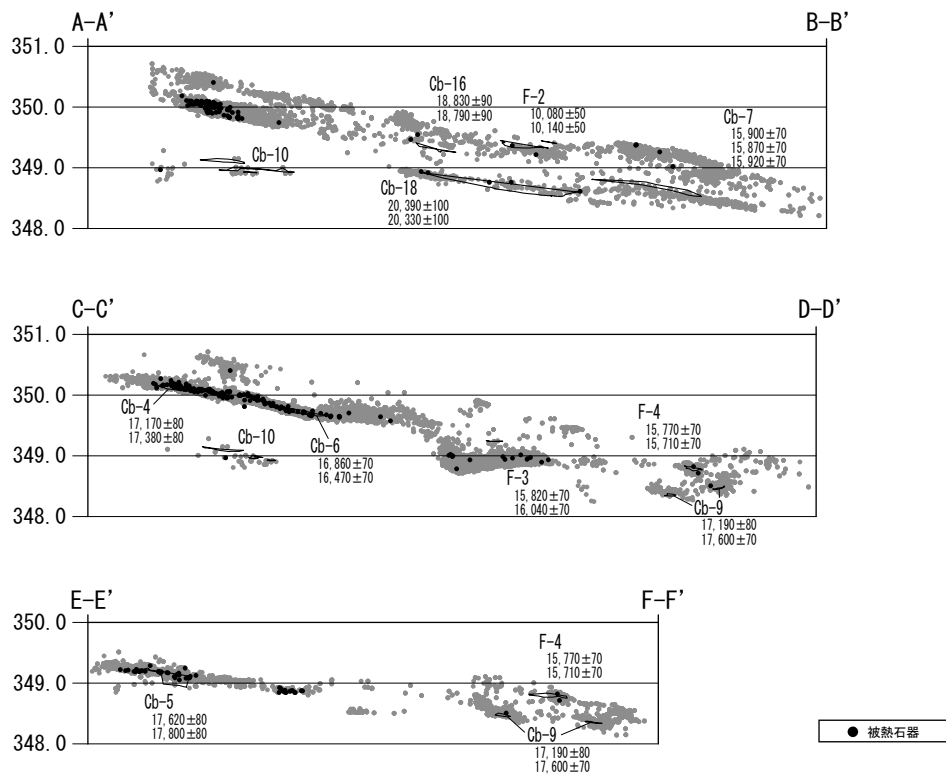 A-A'
B-B'
351.0
350.0
349.0
348.0
Cb-16
18,830±90
18,790±90
F-2
10,080±50
10,140±50
Cb-7
15,900±70
15,870±70
15,920±70
Cb-10
Cb-18
20,390±100
20,330±100
C-C'
D-D'
351.0
350.0
349.0
348.0
Cb-4
17,170±80
17,380±80
Cb-10
Cb-6
16,860±70
16,470±70
F-3
15,820±70
16,040±70
F-4
15,770±70
15,710±70
Cb-9
17,190±80
17,600±70
E-E'
F-F'
350.0
349.0
348.0
Cb-5
17,620±80
17,800±80
F-4
15,770±70
15,710±70
Cb-9
17,190±80
17,600±70
被熱石器